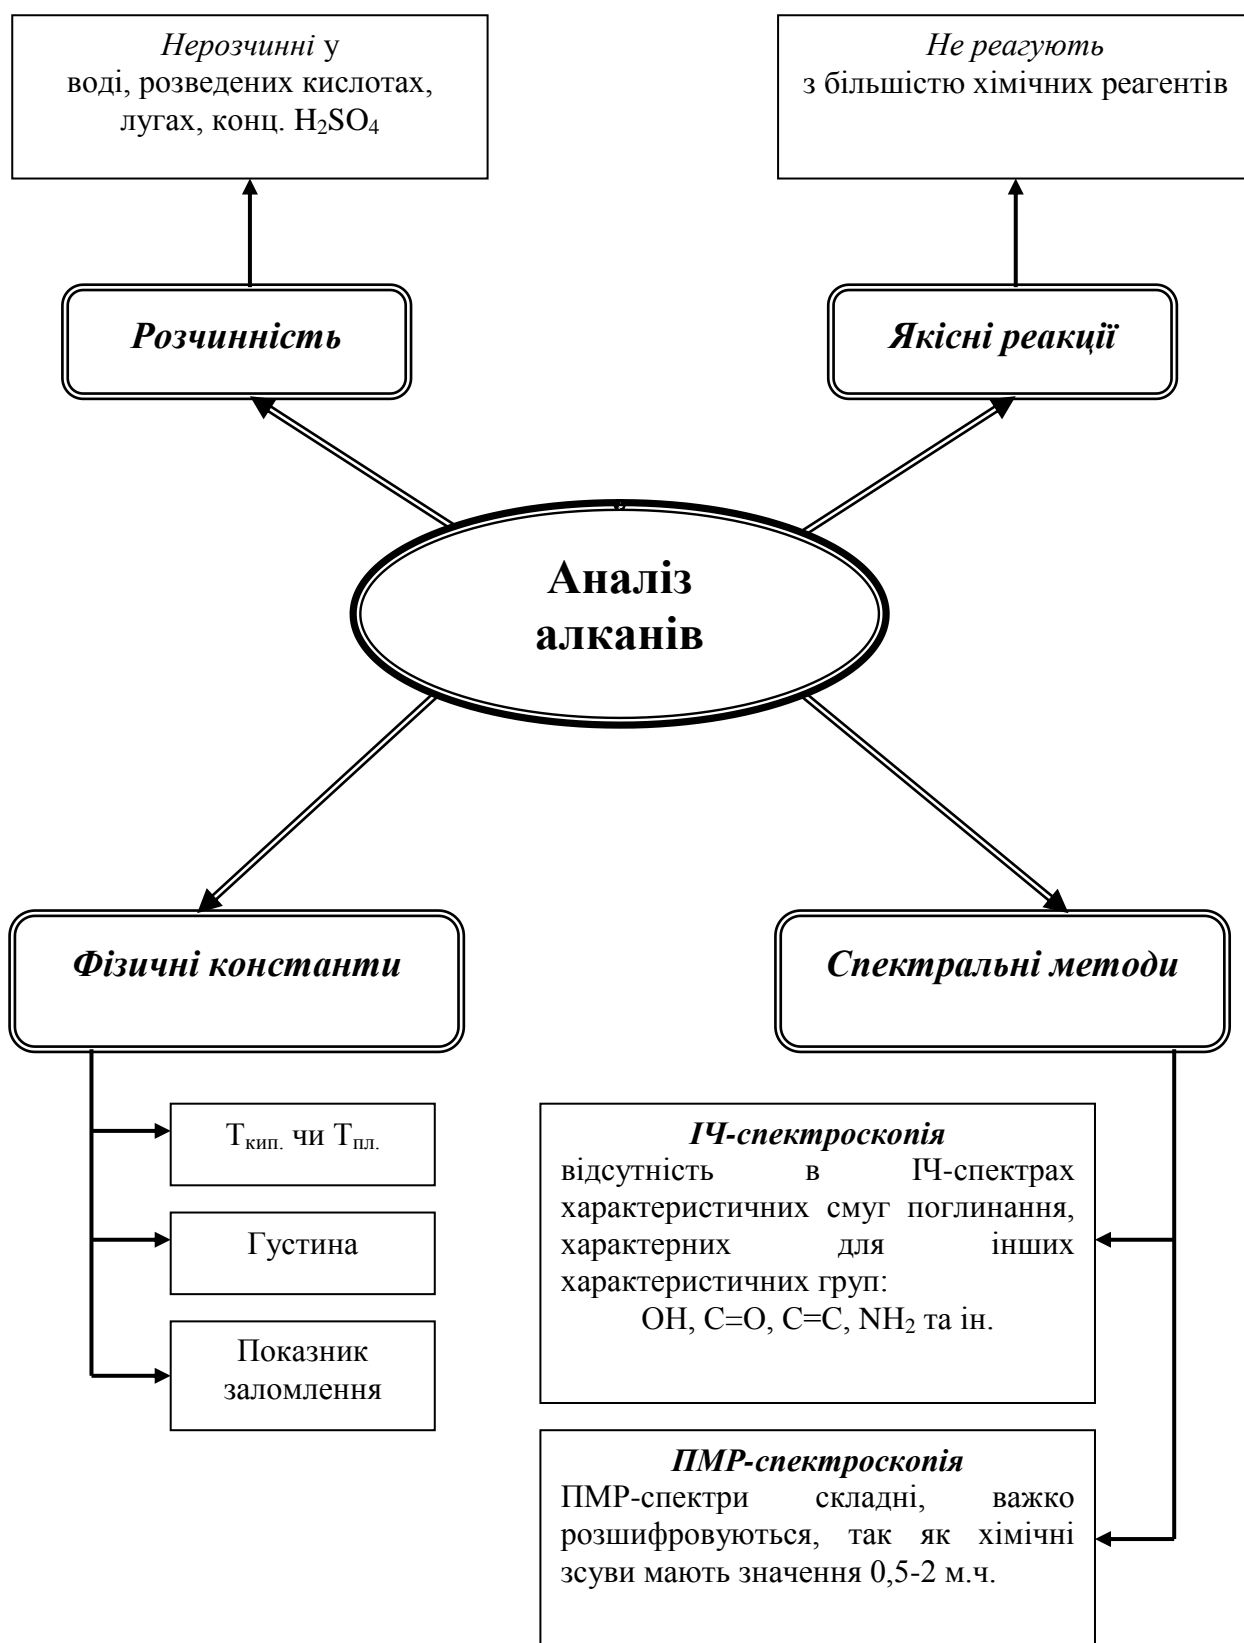 Нерозчинні у
воді, розведених кислотах,
лугах, конц. H₂SO₄
Не реагують
з більшістю хімічних реагентів
Розчинність
Якісні реакції
Аналіз
алканів
Фізичні константи
Спектральні методи
Ткип. чи Тпл.
Густина
Показник
заломлення
ІЧ-спектроскопія
відсутність в ІЧ-спектрах
характеристичних смуг поглинання,
характерних для інших
характеристичних груп:
OH, C=O, C=C, NH₂ та ін.
ПМР-спектроскопія
ПМР-спектри складні, важко
розшифровуються, так як хімічні
зсуви мають значення 0,5-2 м.ч.